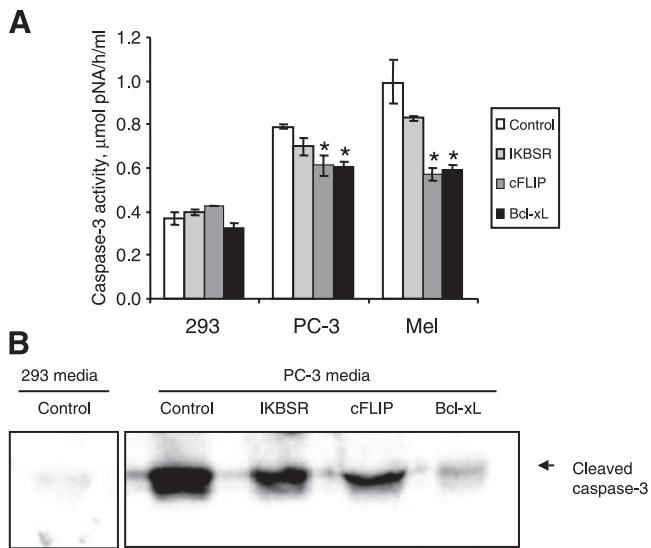 A
Caspase-3 activity, μmol pNA/h/ml
1.2
1.0
0.8
0.6
0.4
0.2
0.0
* *
* *
293 PC-3 Mel
Control
IKBSR
cFLIP
Bcl-xL
B
293 media PC-3 media
Control Control IKBSR cFLIP Bcl-xL
Cleaved
caspase-3